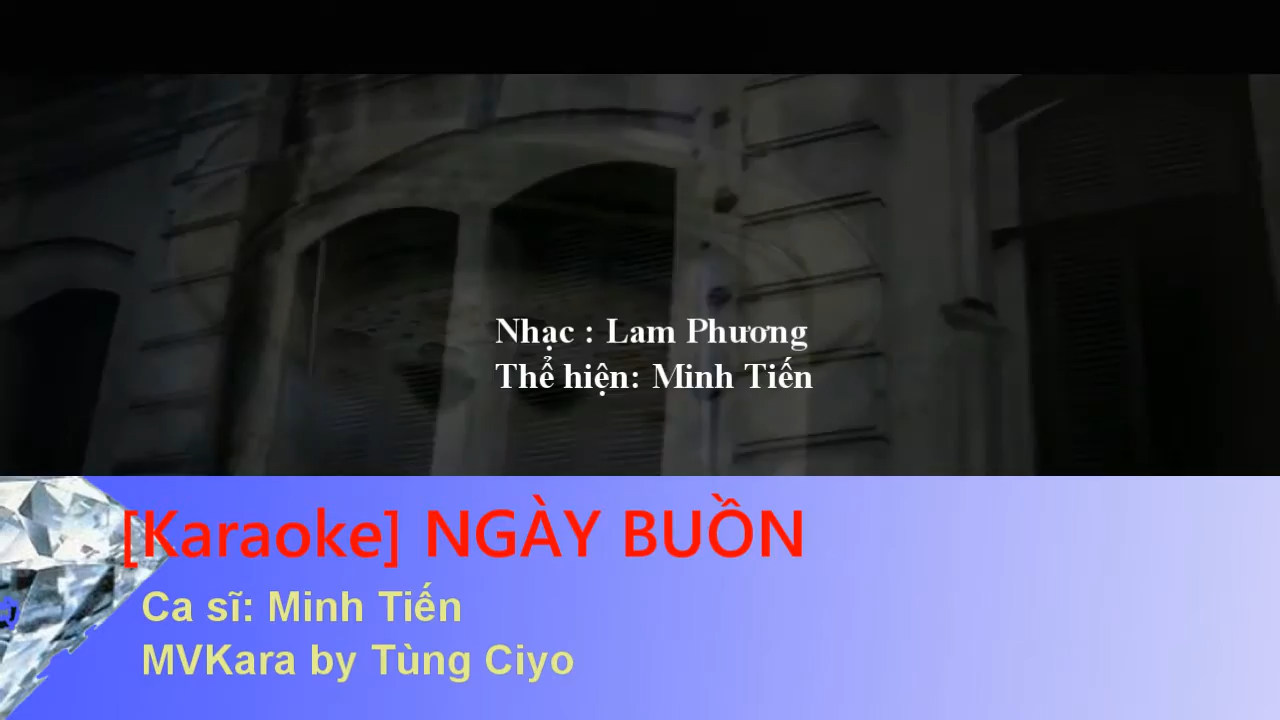 Nhạc : Lam Phương
Thể hiện: Minh Tiến
[Karaoke] NGÀY BUỒN
Ca sĩ: Minh Tiến
MVKara by Tùng Ciyo